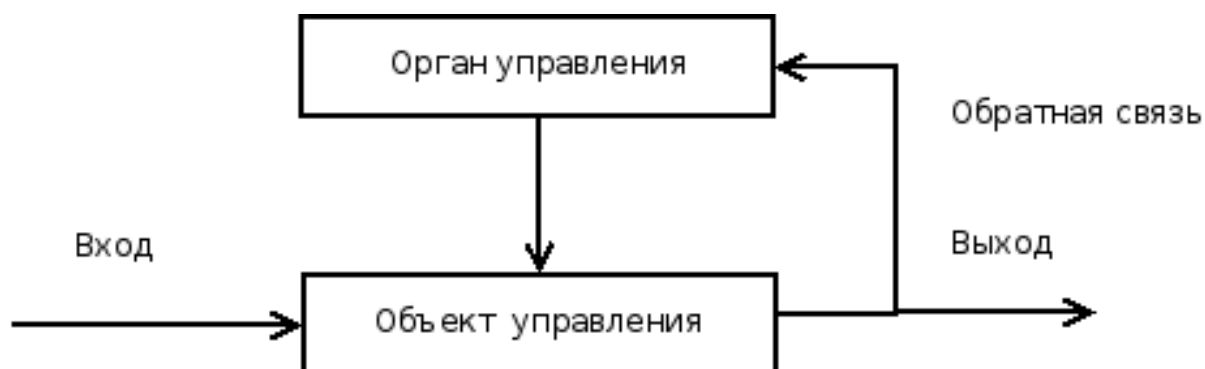 Орган управления
Обратная связь
Вход
Выход
Объект управления